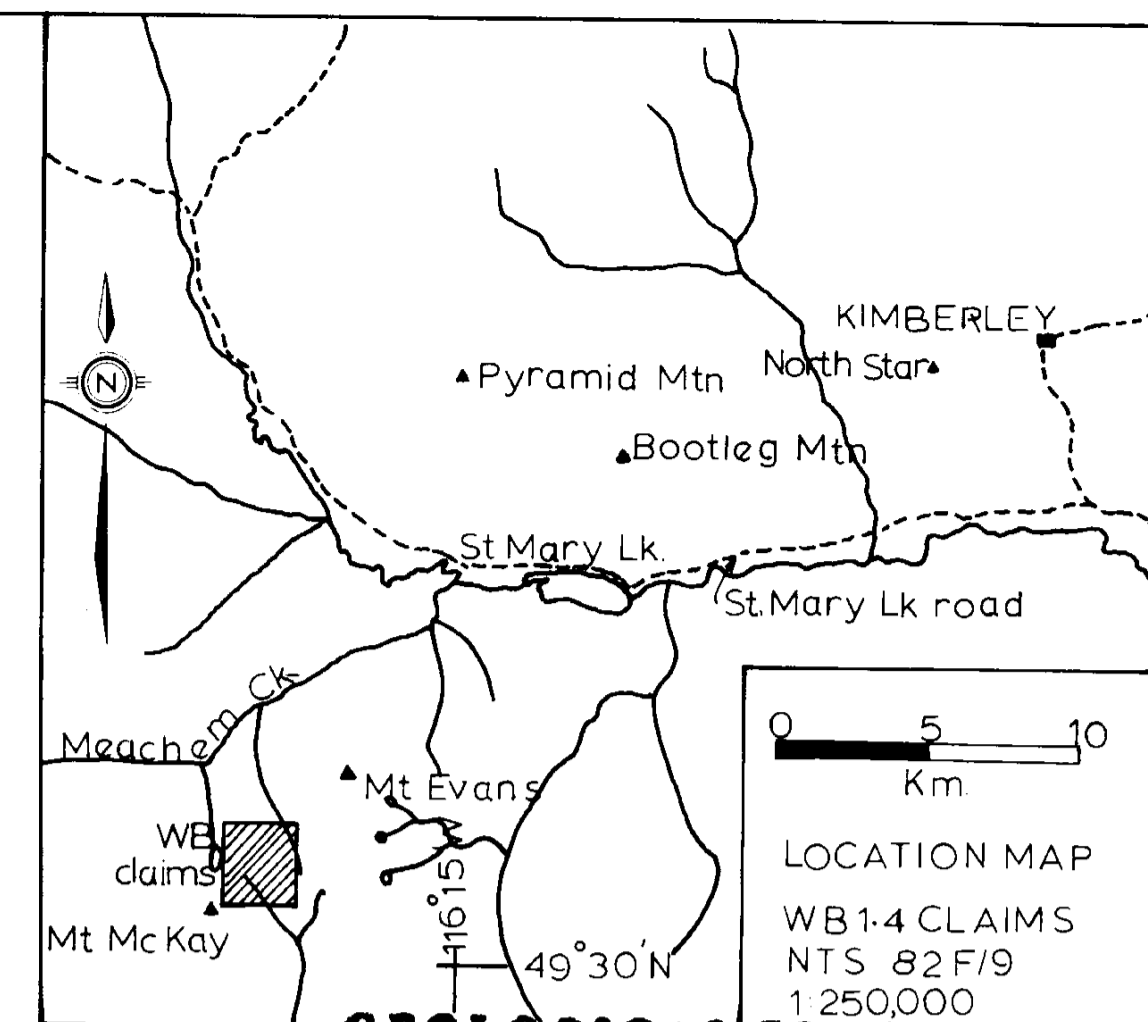 KIMBERLEY
North Star
Pyramid Mtn
Bootleg Mtn
N
St Mary Lk.
St. Mary Lk road
Meachem Ck
Mt Evans
WB
claims
Mt McKay
116°15
49°30'N
0 5 10
Km.
LOCATION MAP
WB 1·4 CLAIMS
NTS 82 F/9
1:250,000